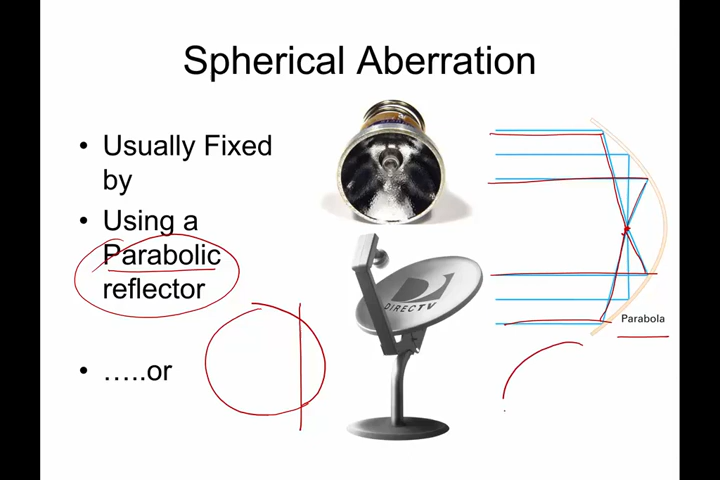 Spherical Aberration
• Usually Fixed
by
• Using a
Parabolic
reflector
• …..or
DIRECTV
Parabola